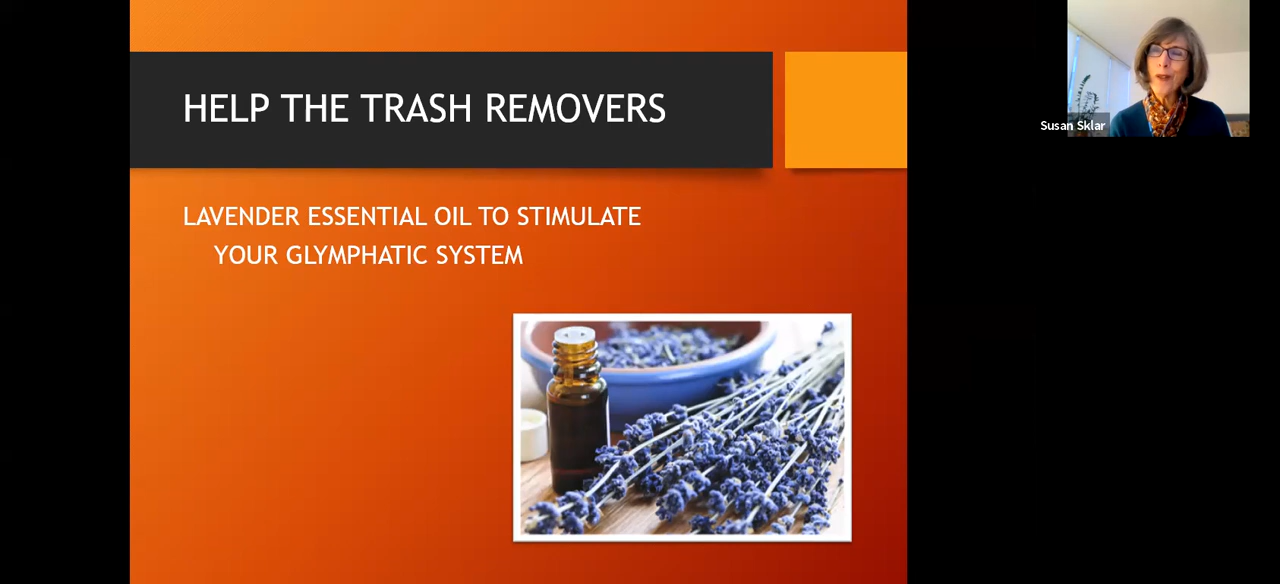 HELP THE TRASH REMOVERS
LAVENDER ESSENTIAL OIL TO STIMULATE
YOUR GLYMPHATIC SYSTEM
Susan Sklar